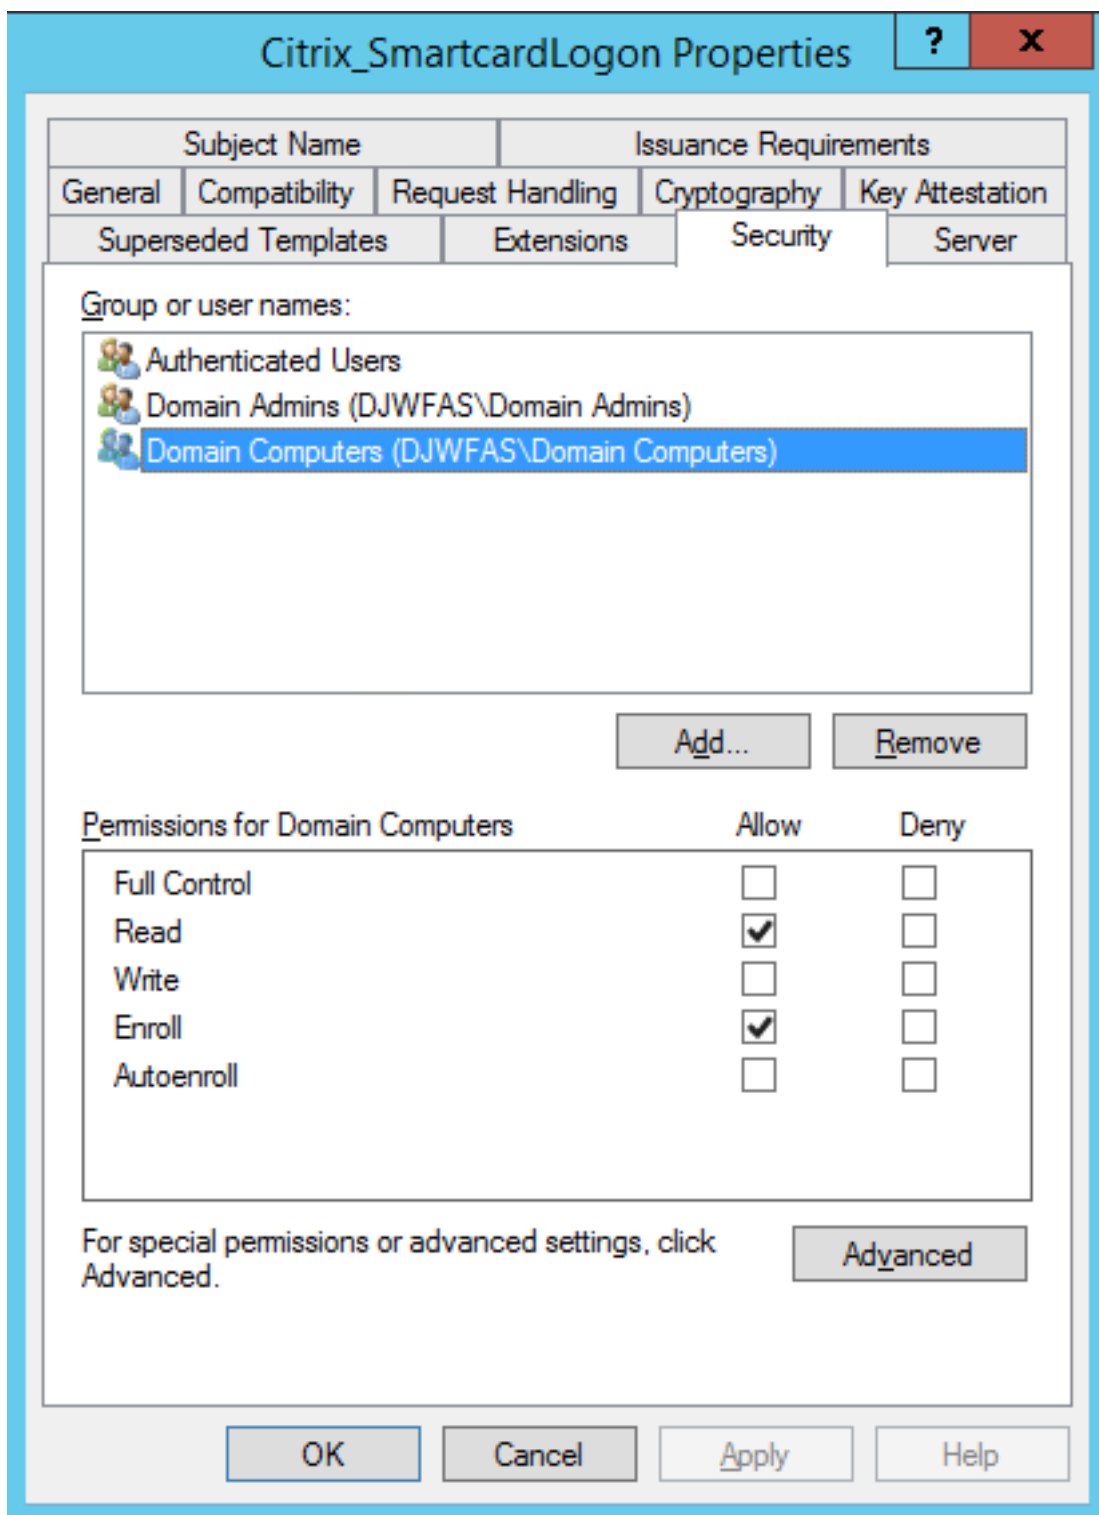 Citrix_SmartcardLogon Properties
?
x
Subject Name
Issuance Requirements
General
Compatibility
Request Handling
Cryptography
Key Attestation
Superseded Templates
Extensions
Security
Server
Group or user names:
Authenticated Users
Domain Admins (DJWFAS\Domain Admins)
Domain Computers (DJWFAS\Domain Computers)
Add...
Remove
Permissions for Domain Computers
Allow
Deny
Full Control
Read
Write
Enroll
Autoenroll
For special permissions or advanced settings, click
Advanced.
Advanced
OK
Cancel
Apply
Help